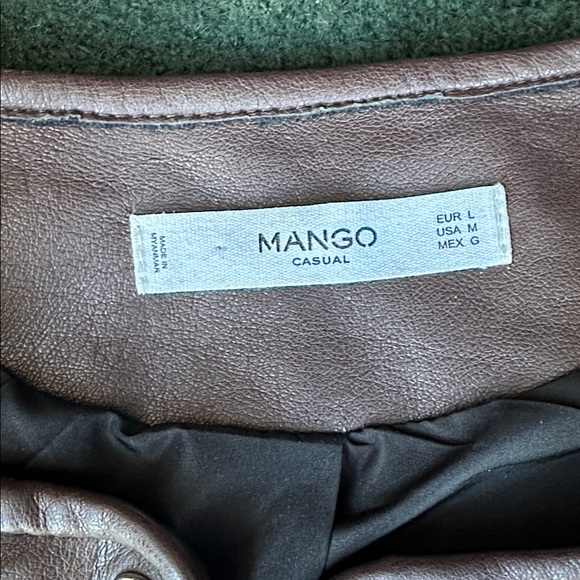 MADE IN
MYANMAR
MANGO
CASUAL
EUR L
USA M
MEX G